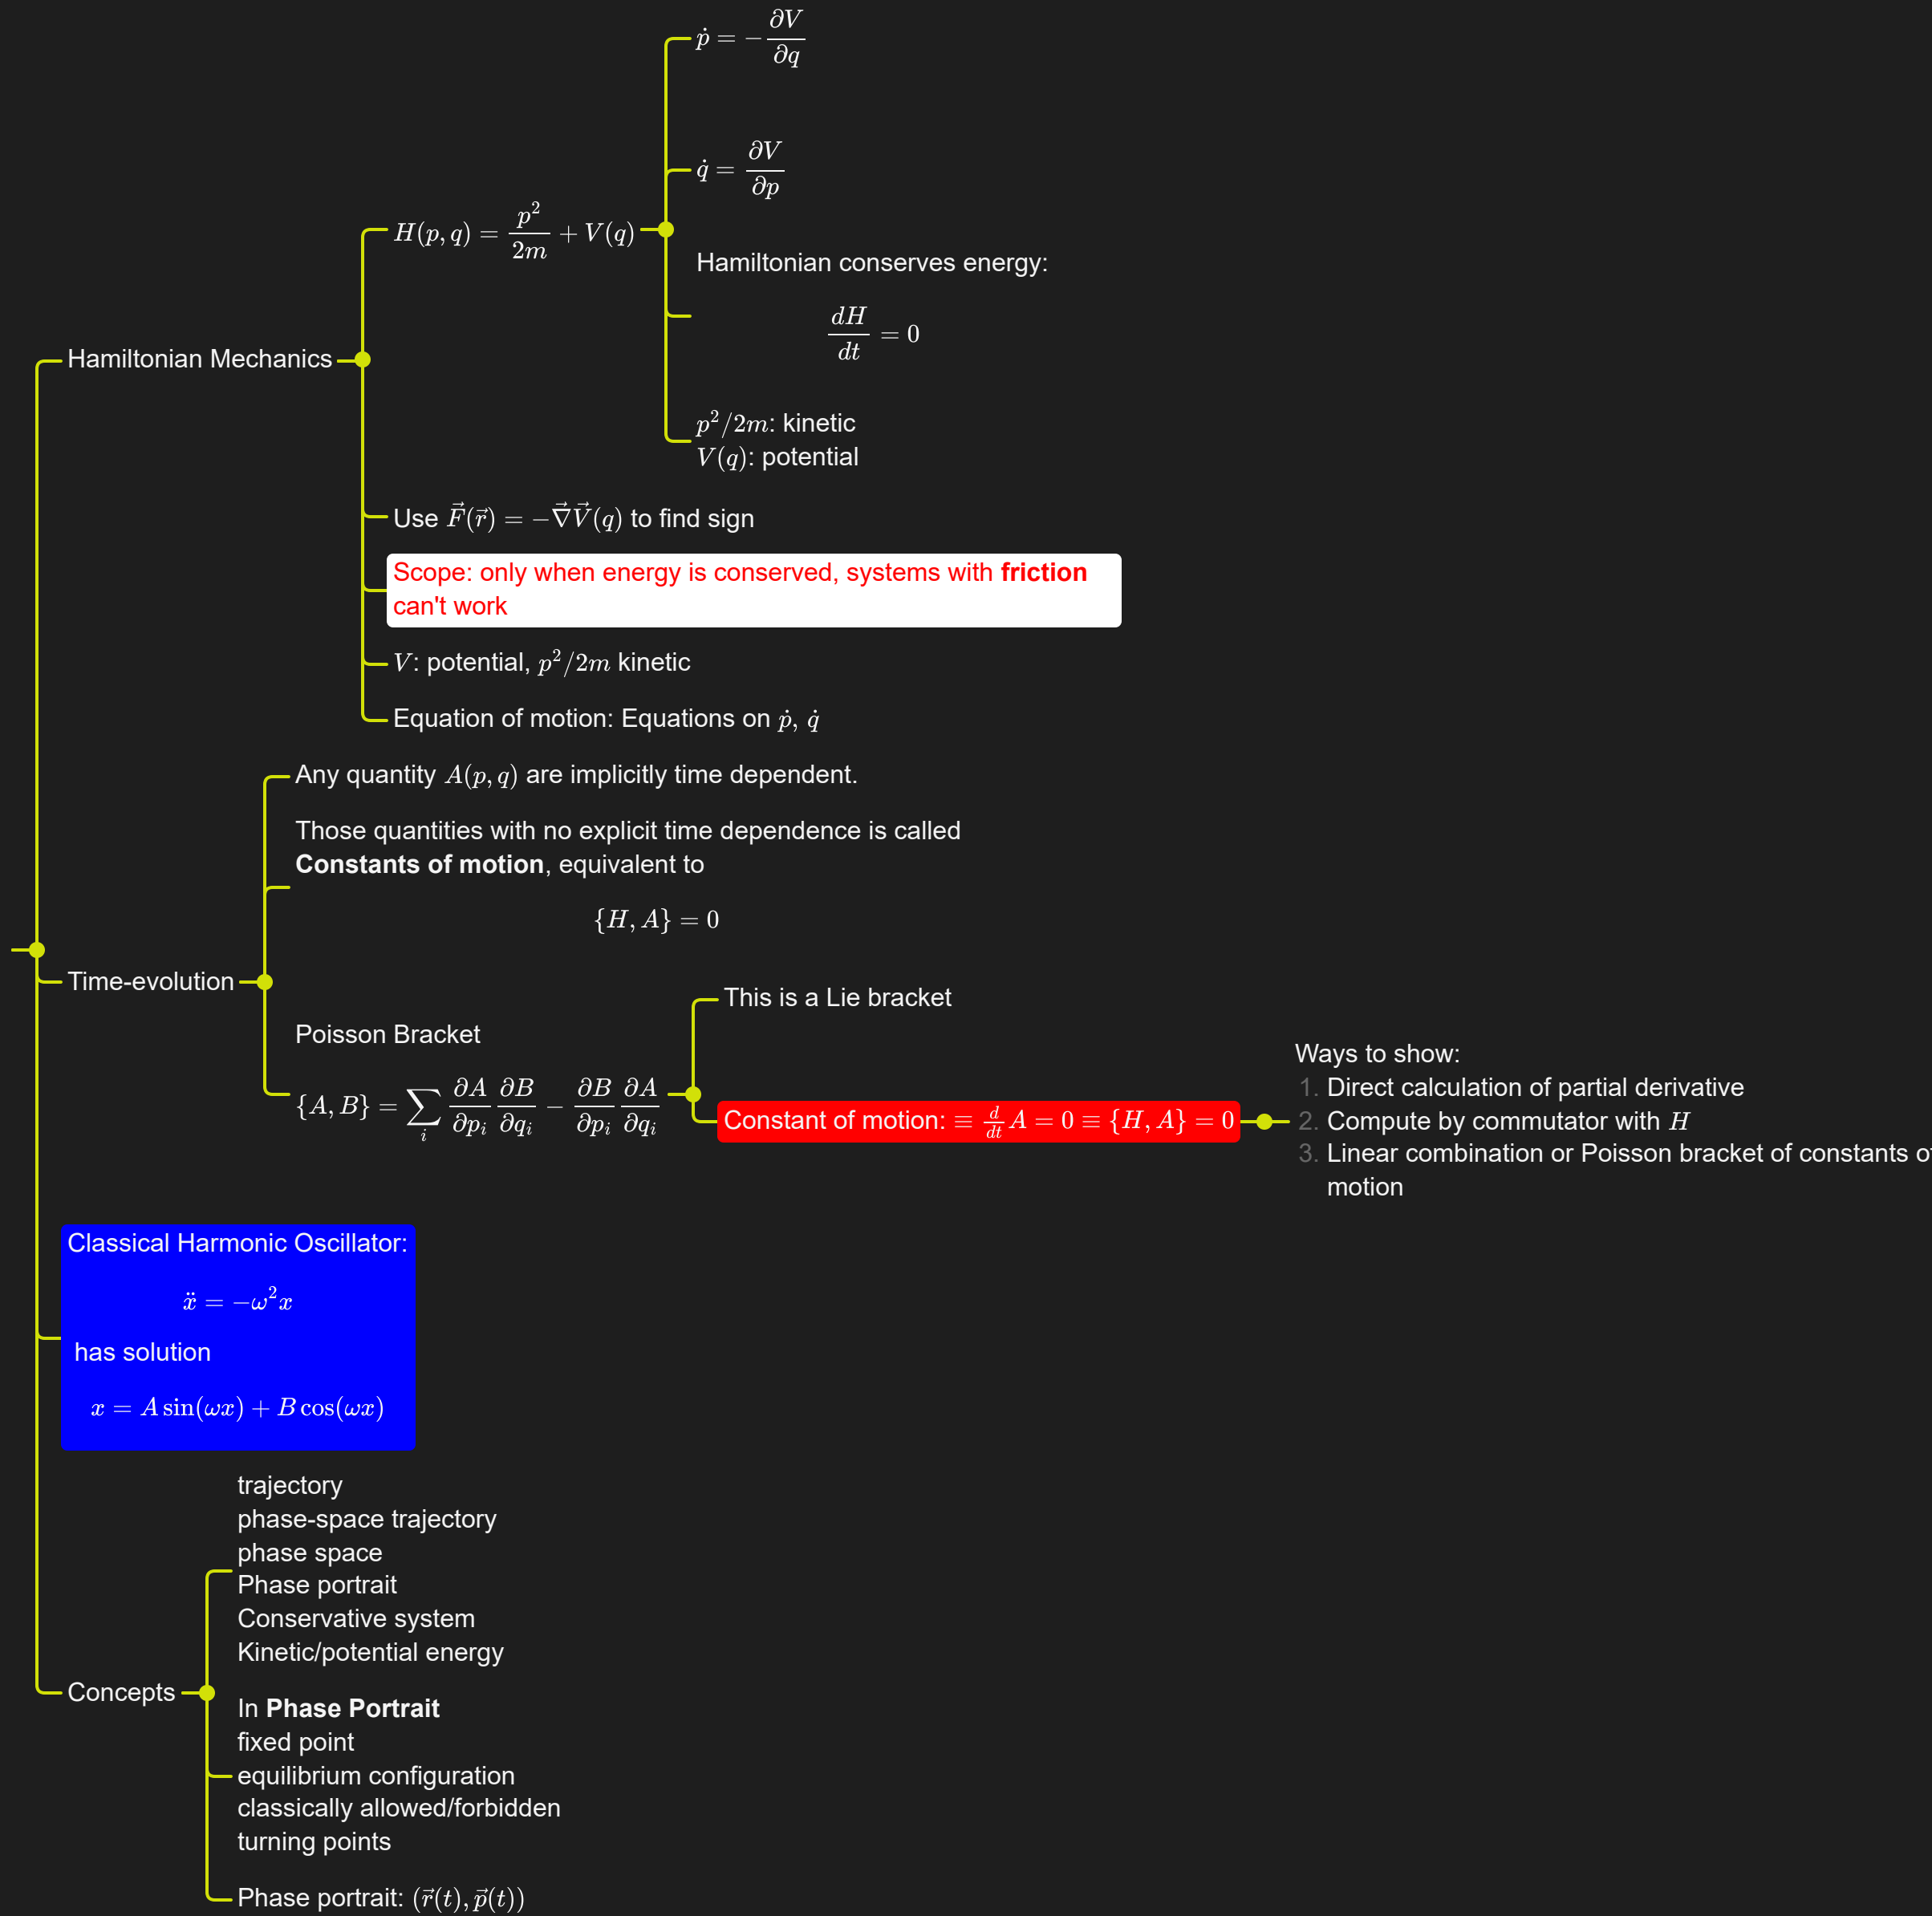 Hamiltonian Mechanics
H(p, q) = p²/2m + V(q)
ṗ = −∂V/∂q
q̇ = ∂V/∂p
Hamiltonian conserves energy:
dH/dt = 0
p²/2m: kinetic
V(q): potential
Use F⃗(r⃗) = −∇⃗V⃗(q) to find sign
Scope: only when energy is conserved, systems with friction
can't work
V: potential, p²/2m kinetic
Equation of motion: Equations on ṗ, q̇
Time-evolution
Any quantity A(p, q) are implicitly time dependent.
Those quantities with no explicit time dependence is called
Constants of motion, equivalent to
{H, A} = 0
Poisson Bracket
{A, B} = ∑ᵢ ∂A/∂pᵢ ∂B/∂qᵢ − ∂B/∂pᵢ ∂A/∂qᵢ
This is a Lie bracket
Constant of motion: ≡ d/dt A = 0 ≡ {H, A} = 0
Ways to show:
1. Direct calculation of partial derivative
2. Compute by commutator with H
3. Linear combination or Poisson bracket of constants of
motion
Classical Harmonic Oscillator:
ẍ = −ω²x
has solution
x = A sin(ωx) + B cos(ωx)
Concepts
trajectory
phase-space trajectory
phase space
Phase portrait
Conservative system
Kinetic/potential energy
In Phase Portrait
fixed point
equilibrium configuration
classically allowed/forbidden
turning points
Phase portrait: (r⃗(t), p⃗(t))